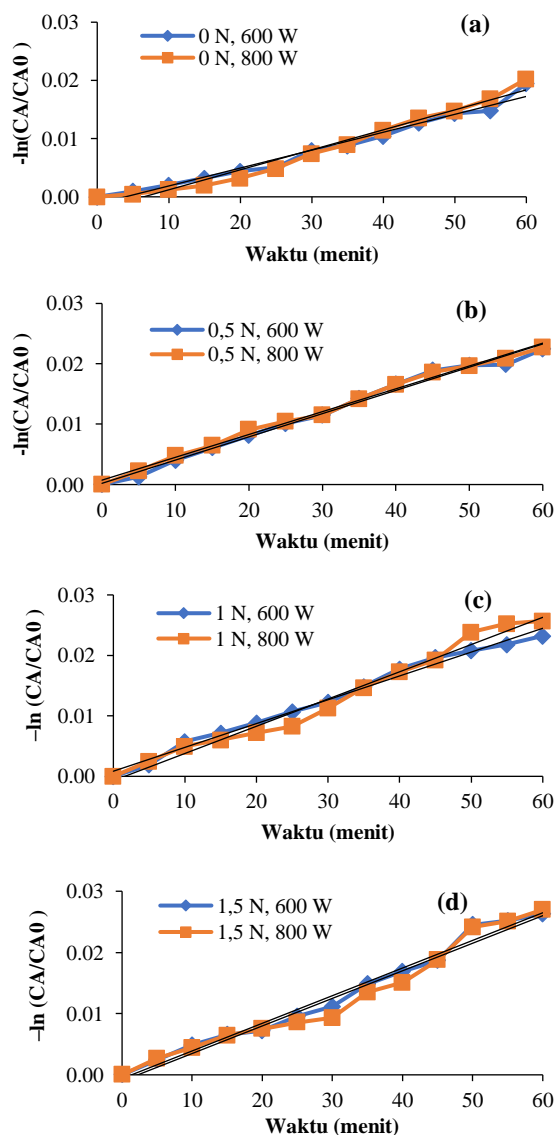 (a)
0 N, 600 W
0 N, 800 W
-ln(CA/CA0)
0.03
0.02
0.01
0.00
0 10 20 30 40 50 60
Waktu (menit)
(b)
0,5 N, 600 W
0,5 N, 800 W
-ln(CA/CA0)
0.03
0.02
0.01
0.00
0 10 20 30 40 50 60
Waktu (menit)
(c)
1 N, 600 W
1 N, 800 W
–ln (CA/CA0 )
0.03
0.02
0.01
0.00
0 10 20 30 40 50 60
Waktu (menit)
(d)
1,5 N, 600 W
1,5 N, 800 W
–ln (CA/CA0 )
0.03
0.02
0.01
0.00
0 10 20 30 40 50 60
Waktu (menit)